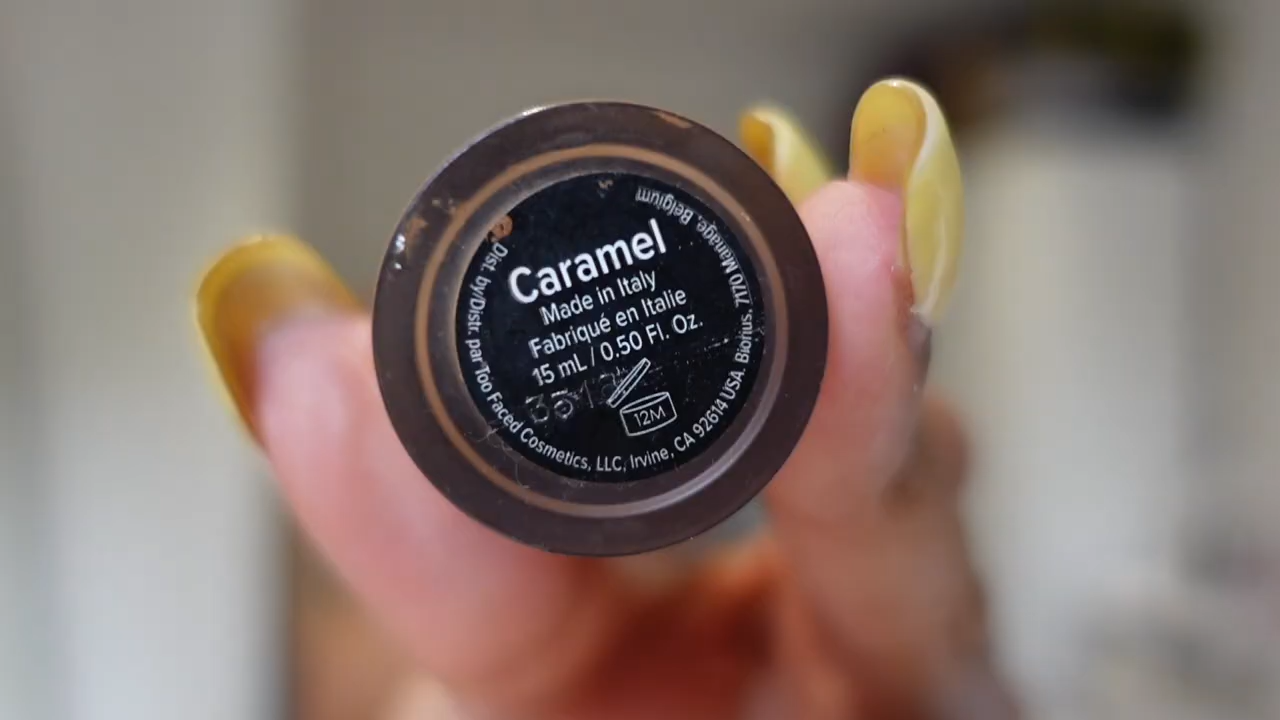 Caramel
Made in Italy
Fabriqué en Italie
15 mL / 0.50 Fl. Oz.
12M
Dist. by/Distr. par Too Faced Cosmetics, LLC, Irvine, CA 92614 USA. Biorius, 7170 Manage, Belgium